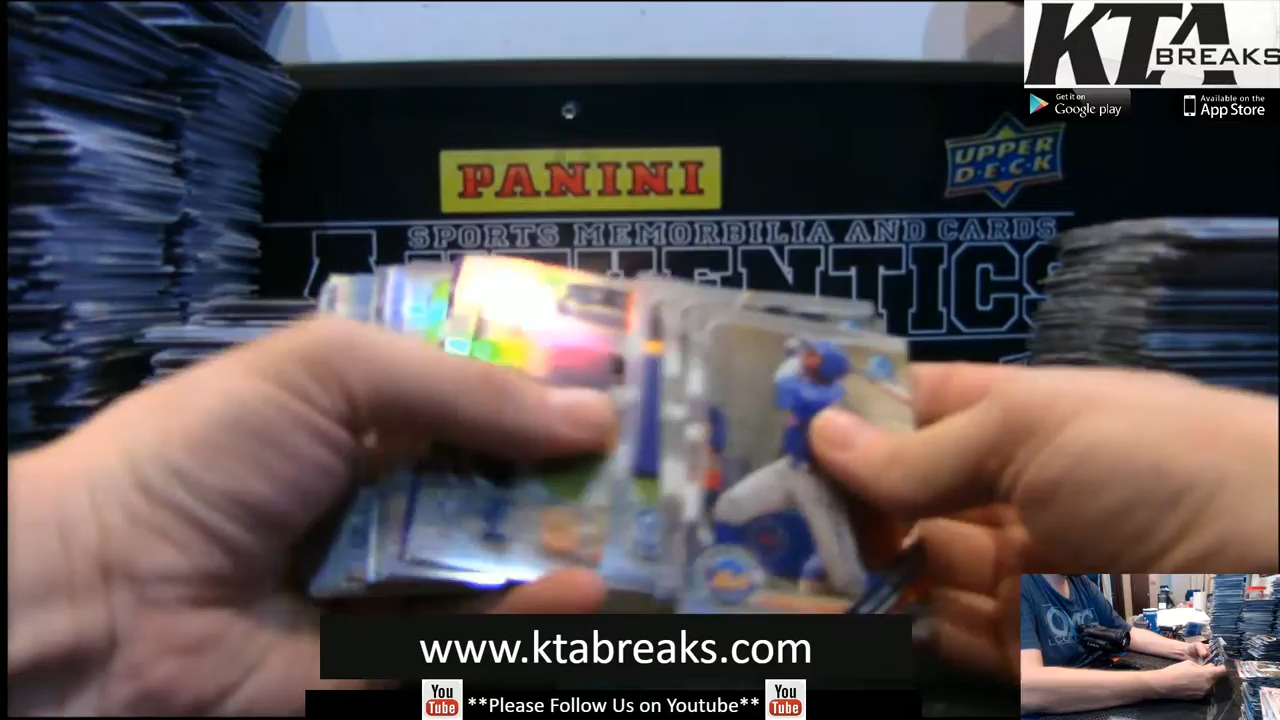 KTA
BREAKS
Get it on
Google play
Available on the
App Store
PANINI
UPPER
D·E·C·K
SPORTS MEMORBILIA AND CARDS
AUTHENTICS
www.ktabreaks.com
You
Tube
**Please Follow Us on Youtube**
You
Tube